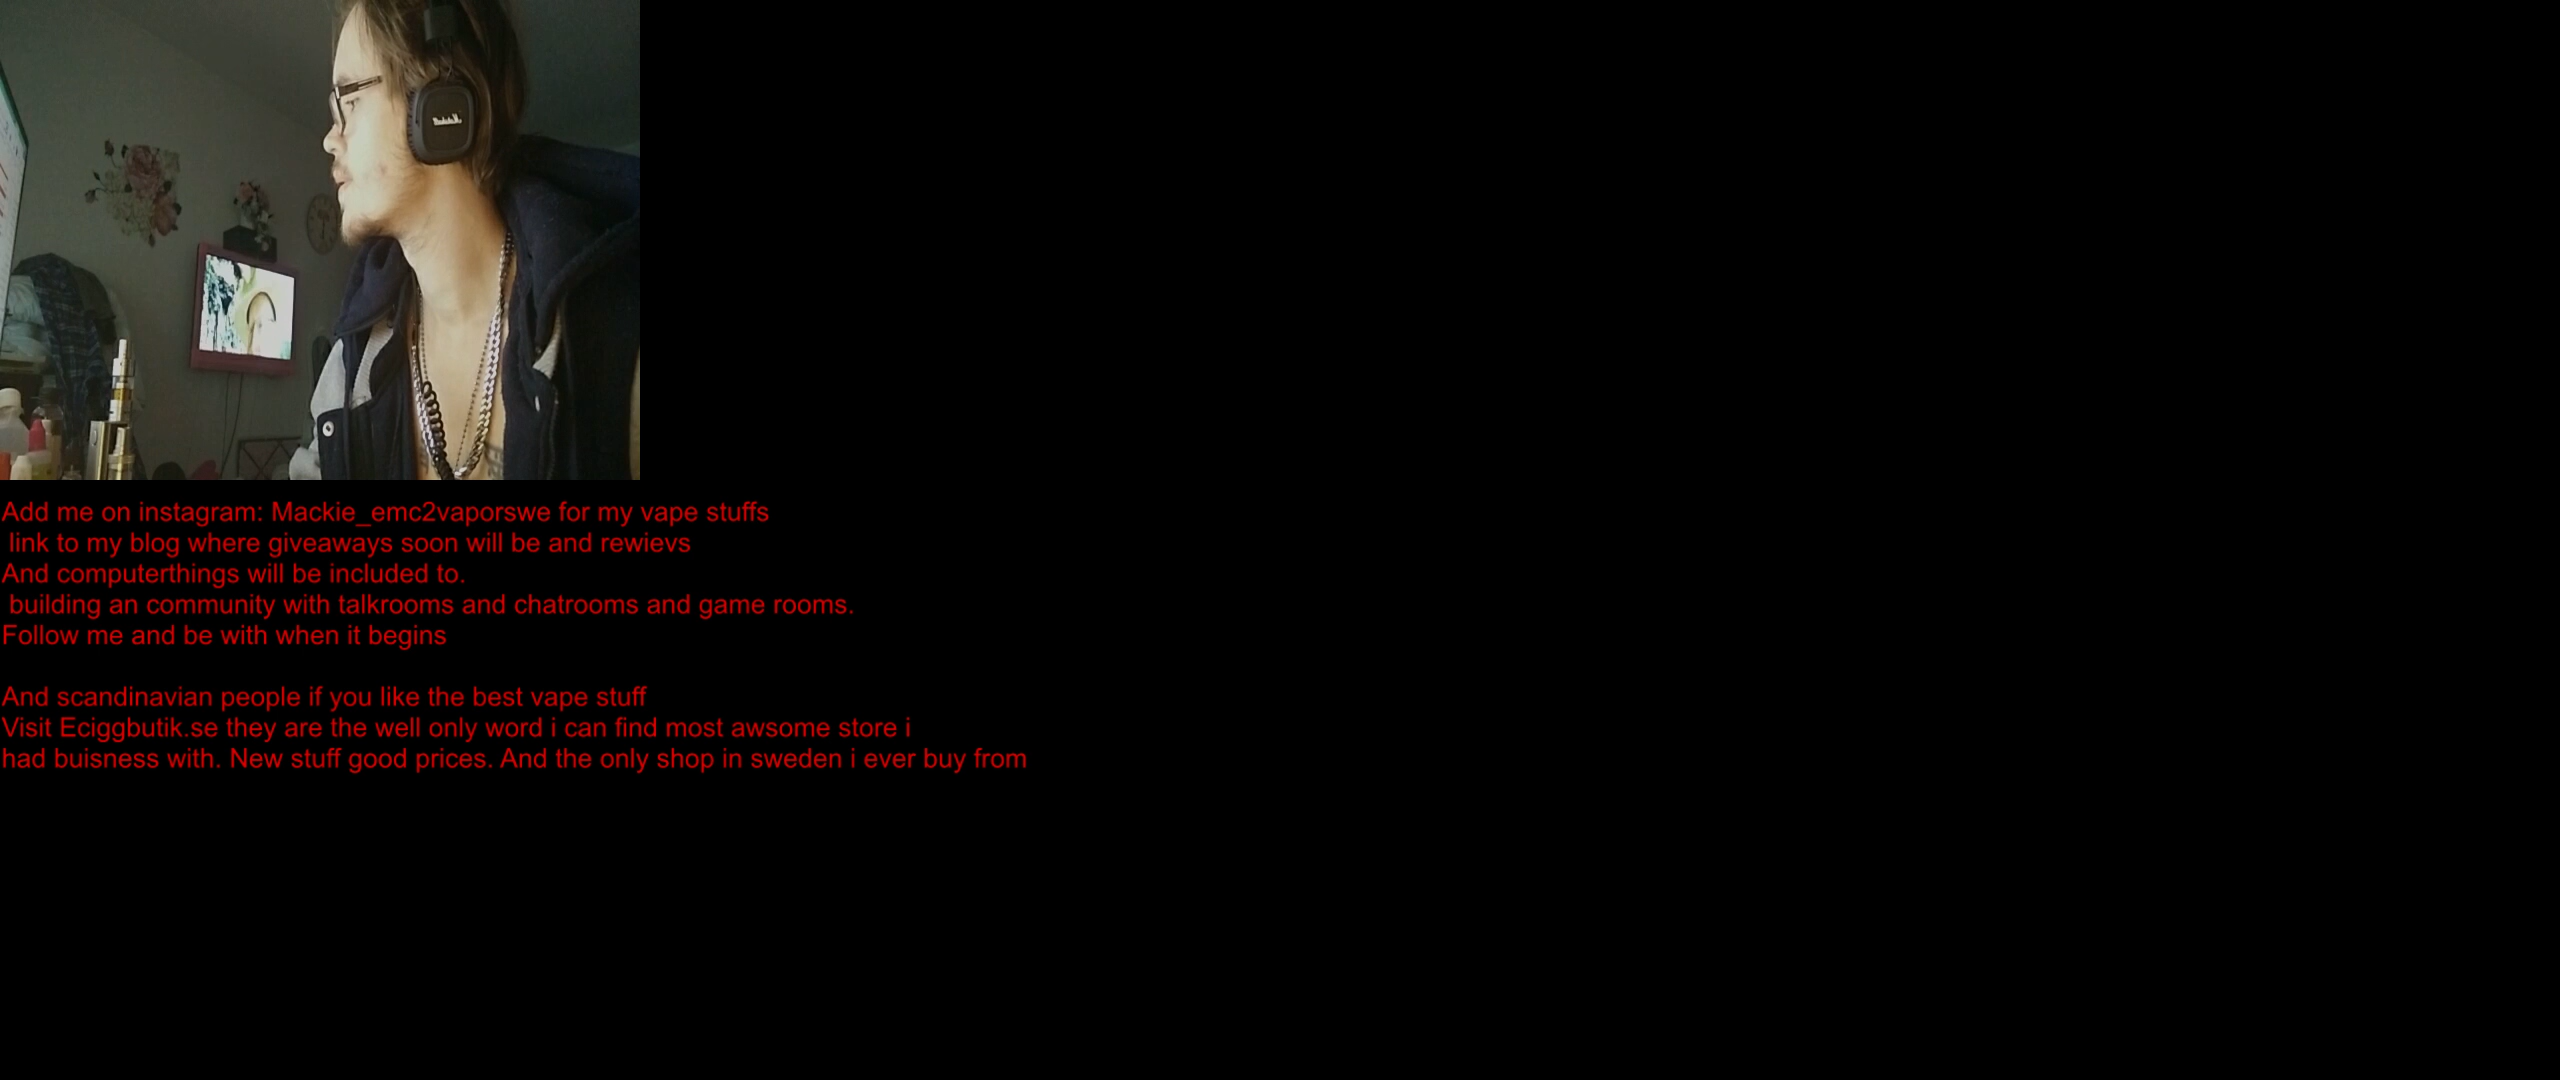 Marshall
Add me on instagram: Mackie_emc2vaporswe for my vape stuffs
link to my blog where giveaways soon will be and rewievs
And computerthings will be included to.
building an community with talkrooms and chatrooms and game rooms.
Follow me and be with when it begins
And scandinavian people if you like the best vape stuff
Visit Eciggbutik.se they are the well only word i can find most awsome store i
had buisness with. New stuff good prices. And the only shop in sweden i ever buy from